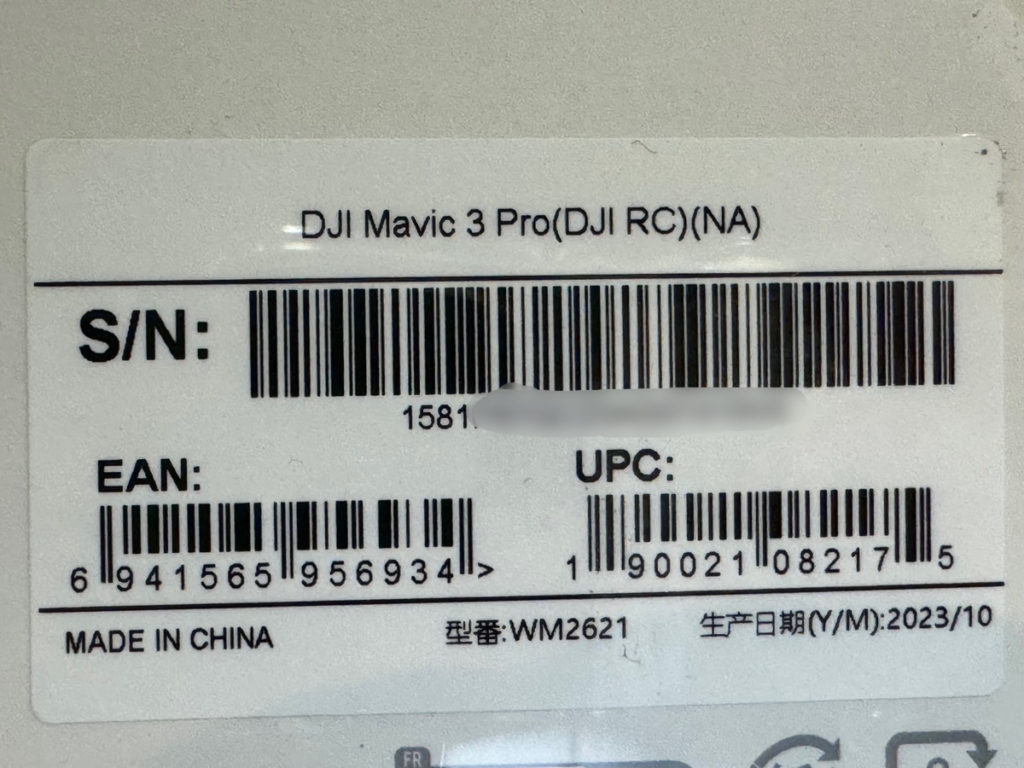 DJI Mavic 3 Pro(DJI RC)(NA)
S/N:
1581
EAN:
6 941565 956934 >
UPC:
1 90021 08217 5
MADE IN CHINA
型番:WM2621
生产日期(Y/M):2023/10
FR